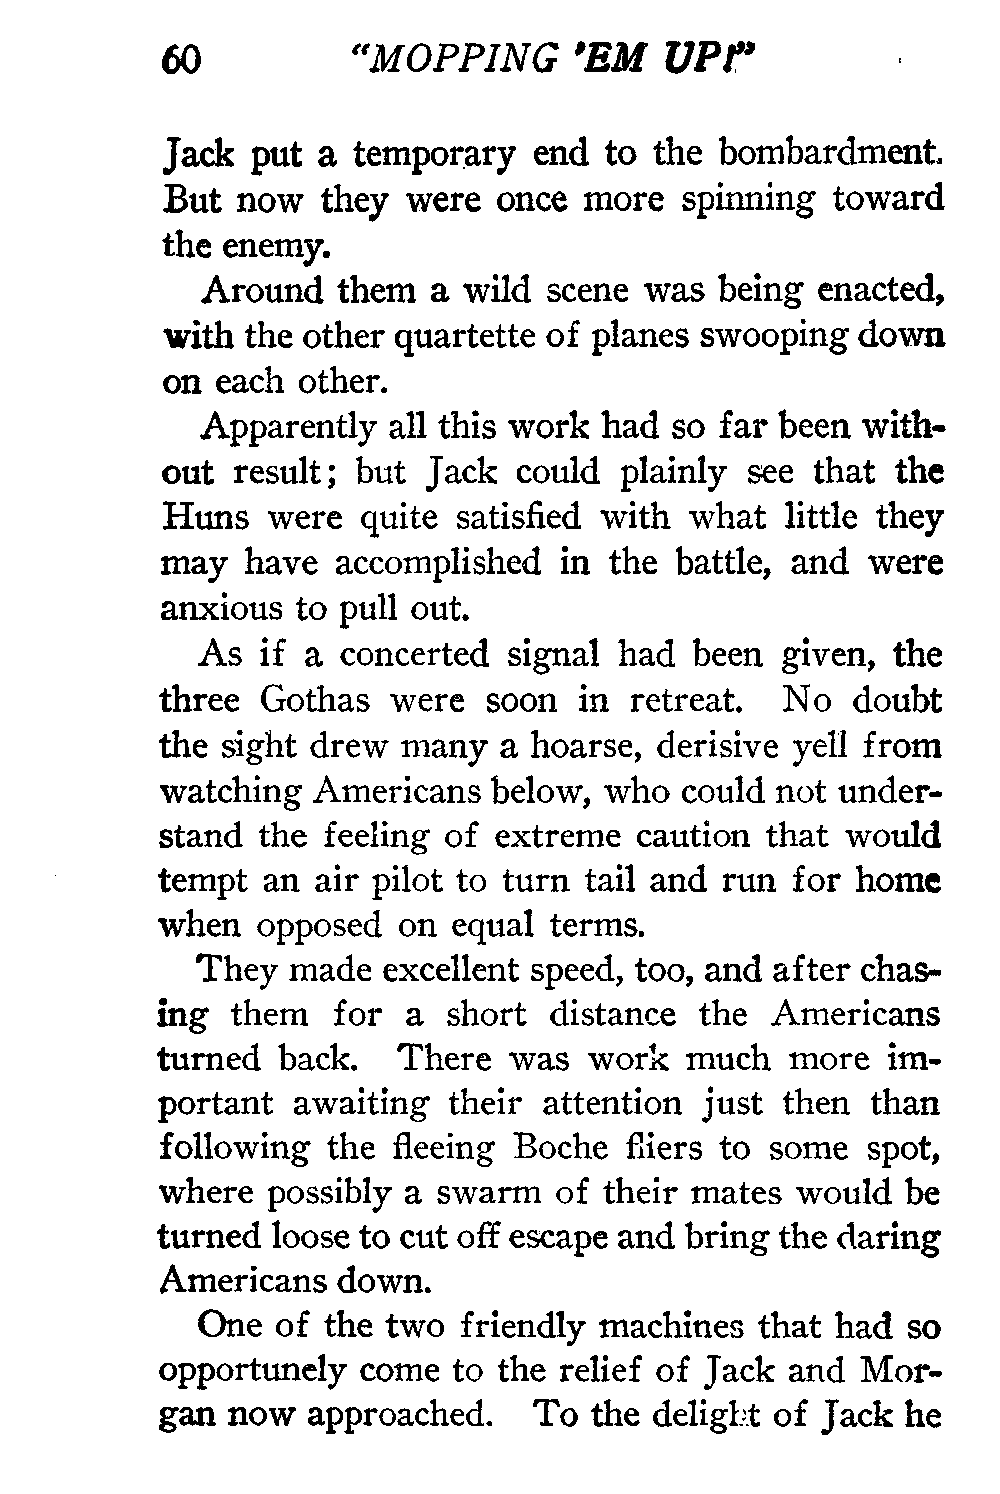 60 "MOPPING 'EM UP!"
Jack put a temporary end to the bombardment.
But now they were once more spinning toward
the enemy.
Around them a wild scene was being enacted,
with the other quartette of planes swooping down
on each other.
Apparently all this work had so far been with-
out result; but Jack could plainly see that the
Huns were quite satisfied with what little they
may have accomplished in the battle, and were
anxious to pull out.
As if a concerted signal had been given, the
three Gothas were soon in retreat. No doubt
the sight drew many a hoarse, derisive yell from
watching Americans below, who could not under-
stand the feeling of extreme caution that would
tempt an air pilot to turn tail and run for home
when opposed on equal terms.
They made excellent speed, too, and after chas-
ing them for a short distance the Americans
turned back. There was work much more im-
portant awaiting their attention just then than
following the fleeing Boche fliers to some spot,
where possibly a swarm of their mates would be
turned loose to cut off escape and bring the daring
Americans down.
One of the two friendly machines that had so
opportunely come to the relief of Jack and Mor-
gan now approached. To the delight of Jack he